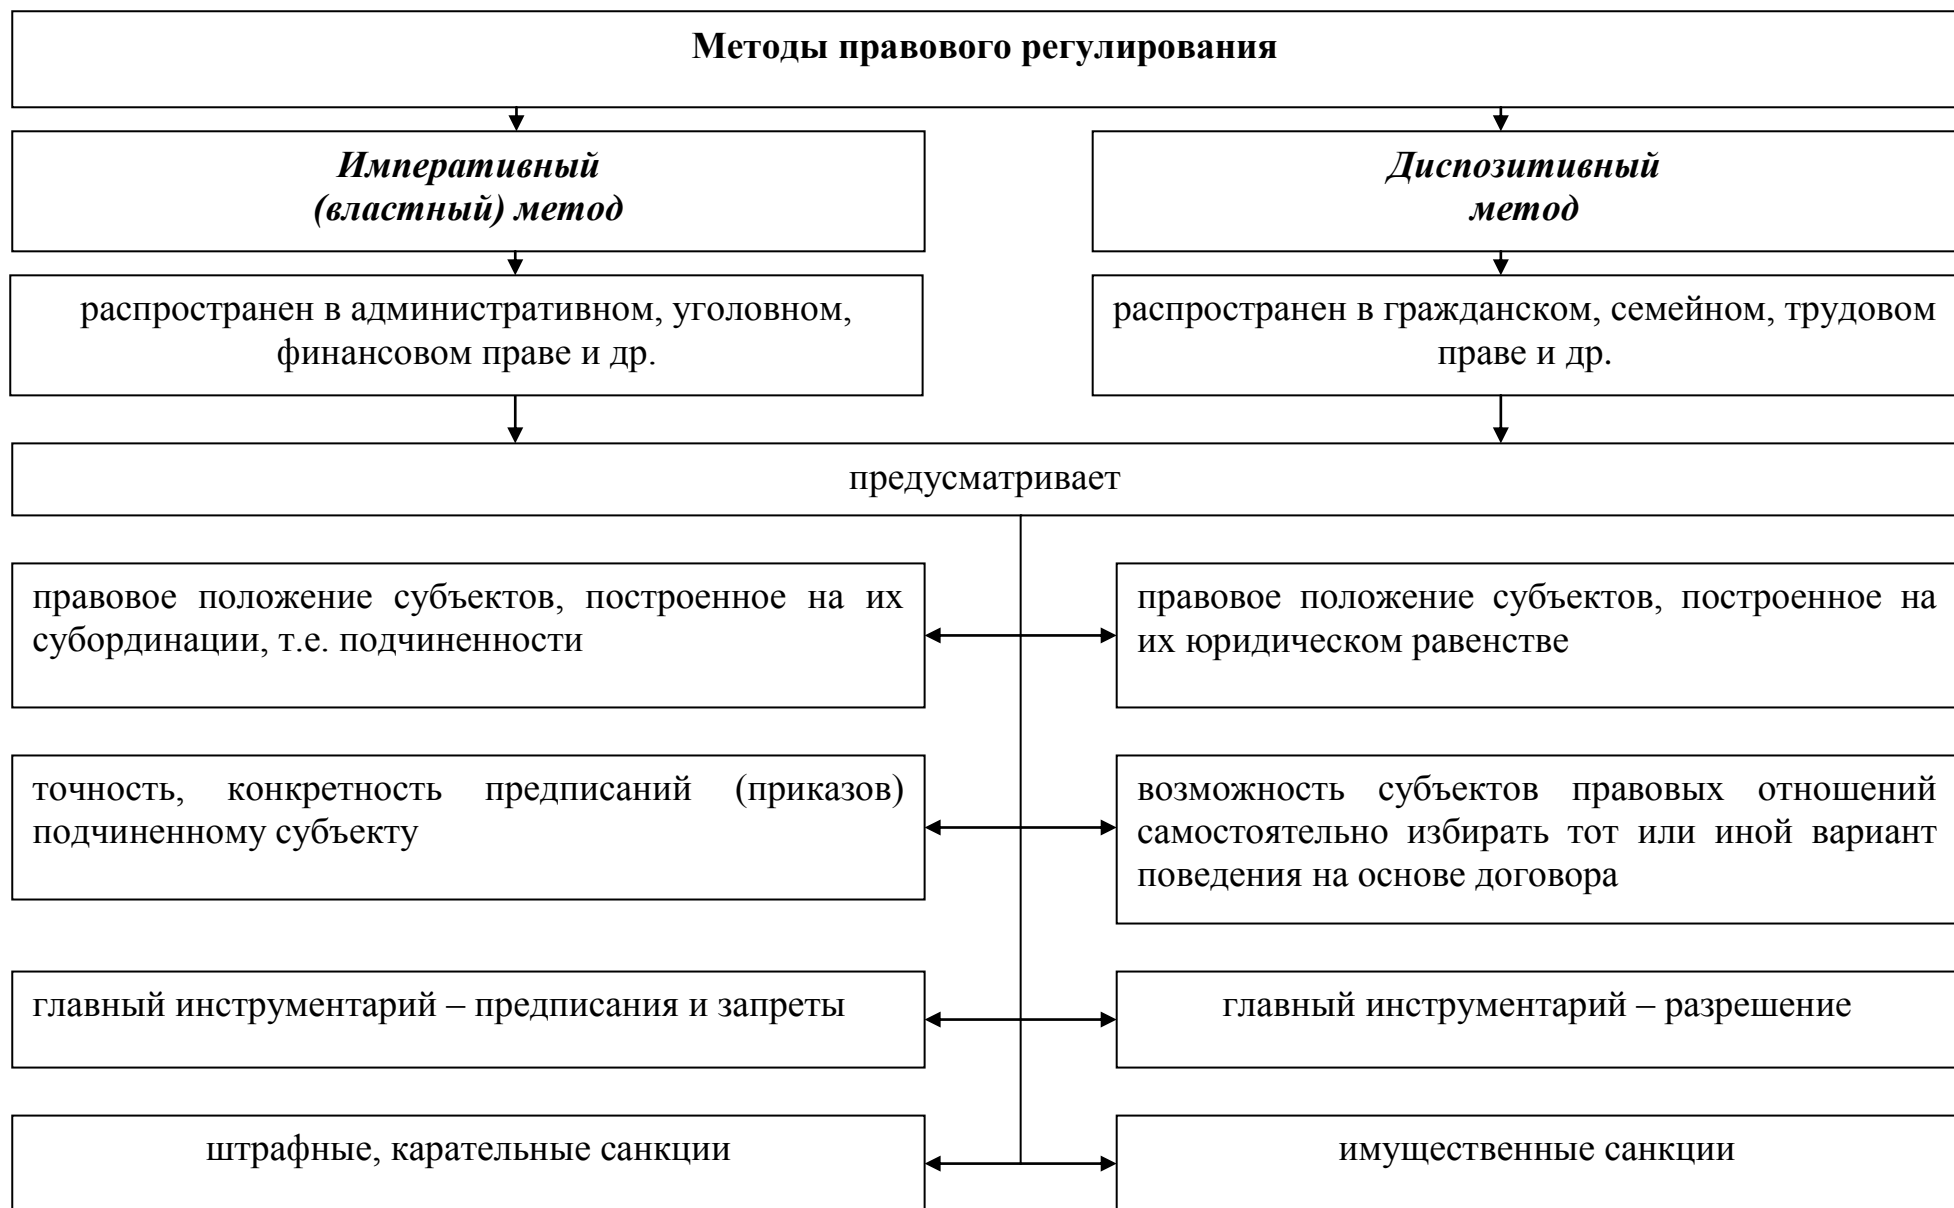 Методы правового регулирования
Императивный
(властный) метод
Диспозитивный
метод
распространен в административном, уголовном,
финансовом праве и др.
распространен в гражданском, семейном, трудовом
праве и др.
предусматривает
правовое положение субъектов, построенное на их
субординации, т.е. подчиненности
правовое положение субъектов, построенное на
их юридическом равенстве
точность, конкретность предписаний (приказов)
подчиненному субъекту
возможность субъектов правовых отношений
самостоятельно избирать тот или иной вариант
поведения на основе договора
главный инструментарий – предписания и запреты
главный инструментарий – разрешение
штрафные, карательные санкции
имущественные санкции